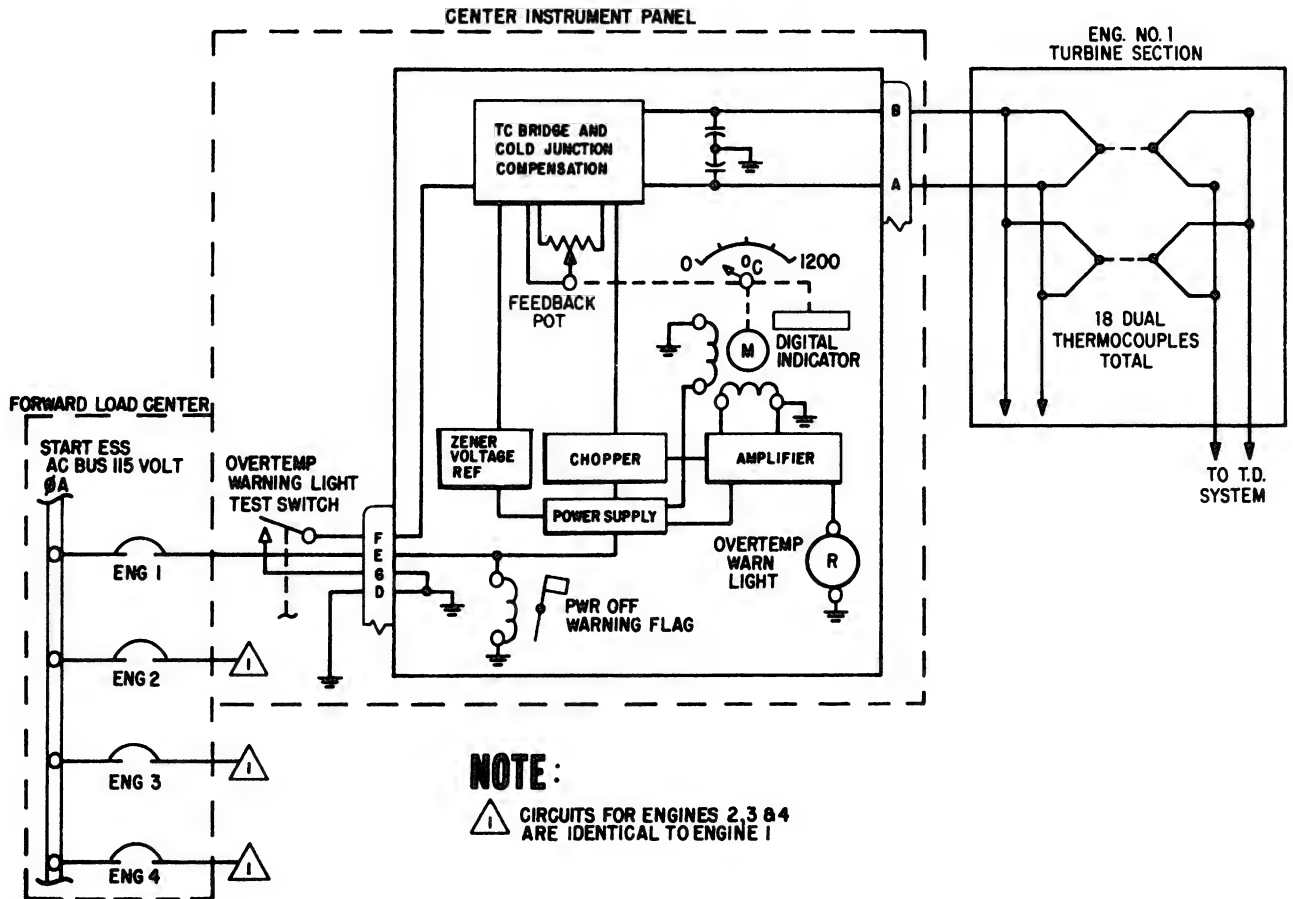 CENTER INSTRUMENT PANEL
ENG. NO. 1
TURBINE SECTION
TC BRIDGE AND
COLD JUNCTION
COMPENSATION
B
A
0
°C
1200
FEEDBACK
POT
M
DIGITAL
INDICATOR
18 DUAL
THERMOCOUPLES
TOTAL
FORWARD LOAD CENTER
START ESS
AC BUS 115 VOLT
ØA
OVERTEMP
WARNING LIGHT
TEST SWITCH
ZENER
VOLTAGE
REF
CHOPPER
AMPLIFIER
POWER SUPPLY
TO T.D.
SYSTEM
F
E
G
D
OVERTEMP
WARN
LIGHT
R
ENG 1
PWR OFF
WARNING FLAG
ENG 2
1
ENG 3
1
ENG 4
1
NOTE:
1 CIRCUITS FOR ENGINES 2,3 & 4
ARE IDENTICAL TO ENGINE 1